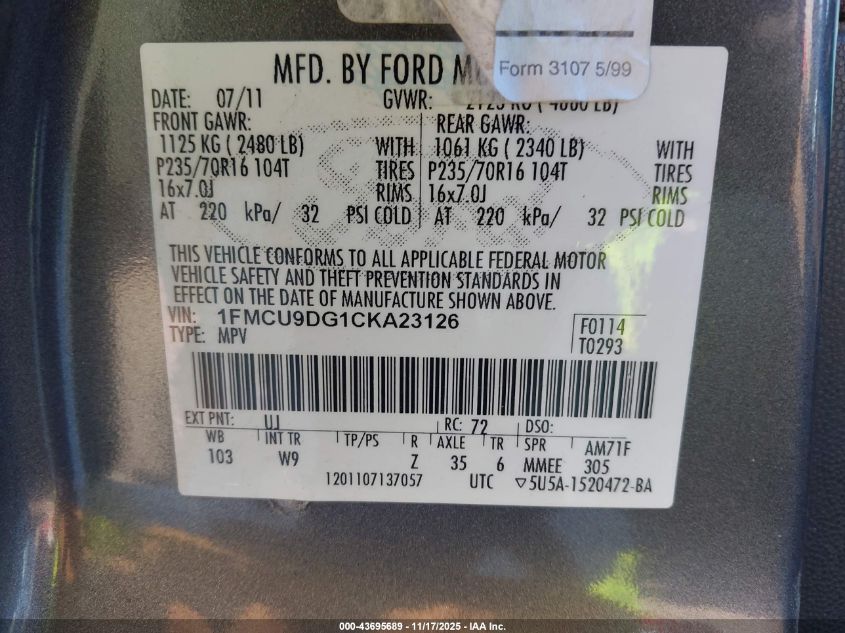 Form 3107 5/99
MFD. BY FORD
DATE: 07/11 GVWR:
FRONT GAWR: REAR GAWR:
1125 KG ( 2480 LB) WITH 1061 KG ( 2340 LB) WITH
P235/70R16 104T TIRES P235/70R16 104T TIRES
16x7.0J RIMS 16x7.0J RIMS
AT 220 kPa/ 32 PSI COLD AT 220 kPa/ 32 PSI COLD
THIS VEHICLE CONFORMS TO ALL APPLICABLE FEDERAL MOTOR
VEHICLE SAFETY AND THEFT PREVENTION STANDARDS IN
EFFECT ON THE DATE OF MANUFACTURE SHOWN ABOVE.
VIN: 1FMCU9DG1CKA23126 F0114
TYPE: MPV T0293
EXT PNT: UJ RC: 72 DSO:
WB INT TR TP/PS R AXLE TR SPR AM71F
103 W9 Z 35 6 MMEE 305
1201107137057 UTC ▽5U5A-1520472-BA
000-43695689 - 11/17/2025 - IAA Inc.